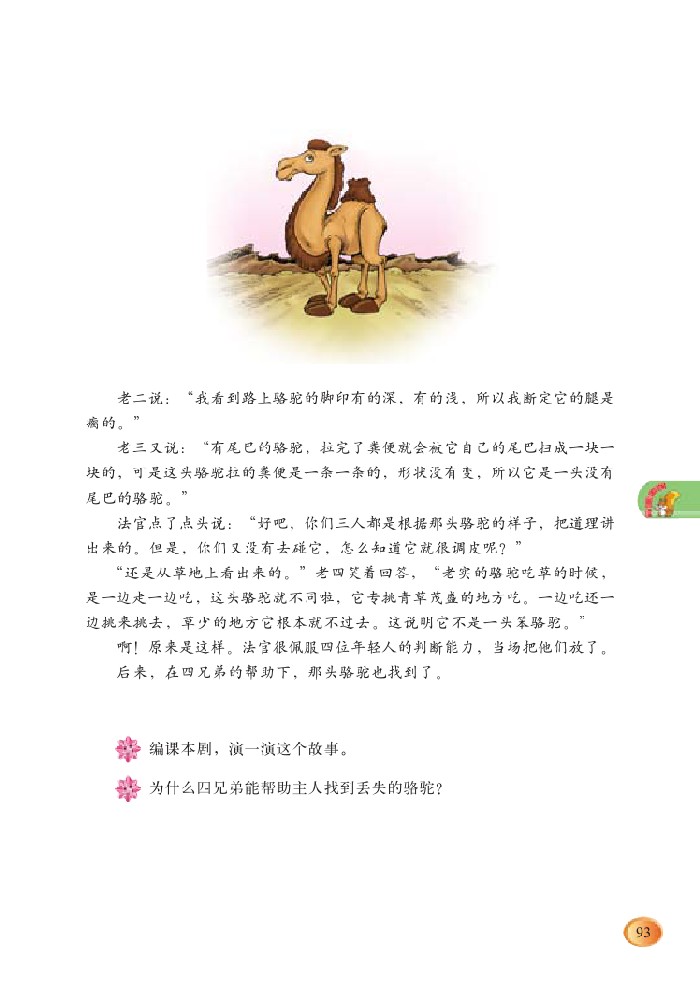 老二说：“我看到路上骆驼的脚印有的深、有的浅，所以我断定它的腿是
瘸的。”
老三又说：“有尾巴的骆驼，拉完了粪便就会被它自己的尾巴扫成一块一
块的，可是这头骆驼拉的粪便是一条一条的，形状没有变，所以它是一头没有
尾巴的骆驼。”
法官点了点头说：“好吧，你们三人都是根据那头骆驼的样子，把道理讲
出来的。但是，你们又没有去碰它，怎么知道它就很调皮呢？”
“还是从草地上看出来的。”老四笑着回答，“老实的骆驼吃草的时候，
是一边走一边吃，这头骆驼就不同啦，它专挑青草茂盛的地方吃。一边吃还一
边挑来挑去，草少的地方它根本就不过去。这说明它不是一头笨骆驼。”
啊！原来是这样。法官很佩服四位年轻人的判断能力，当场把他们放了。
后来，在四兄弟的帮助下，那头骆驼也找到了。
编课本剧，演一演这个故事。
为什么四兄弟能帮助主人找到丢失的骆驼？
93